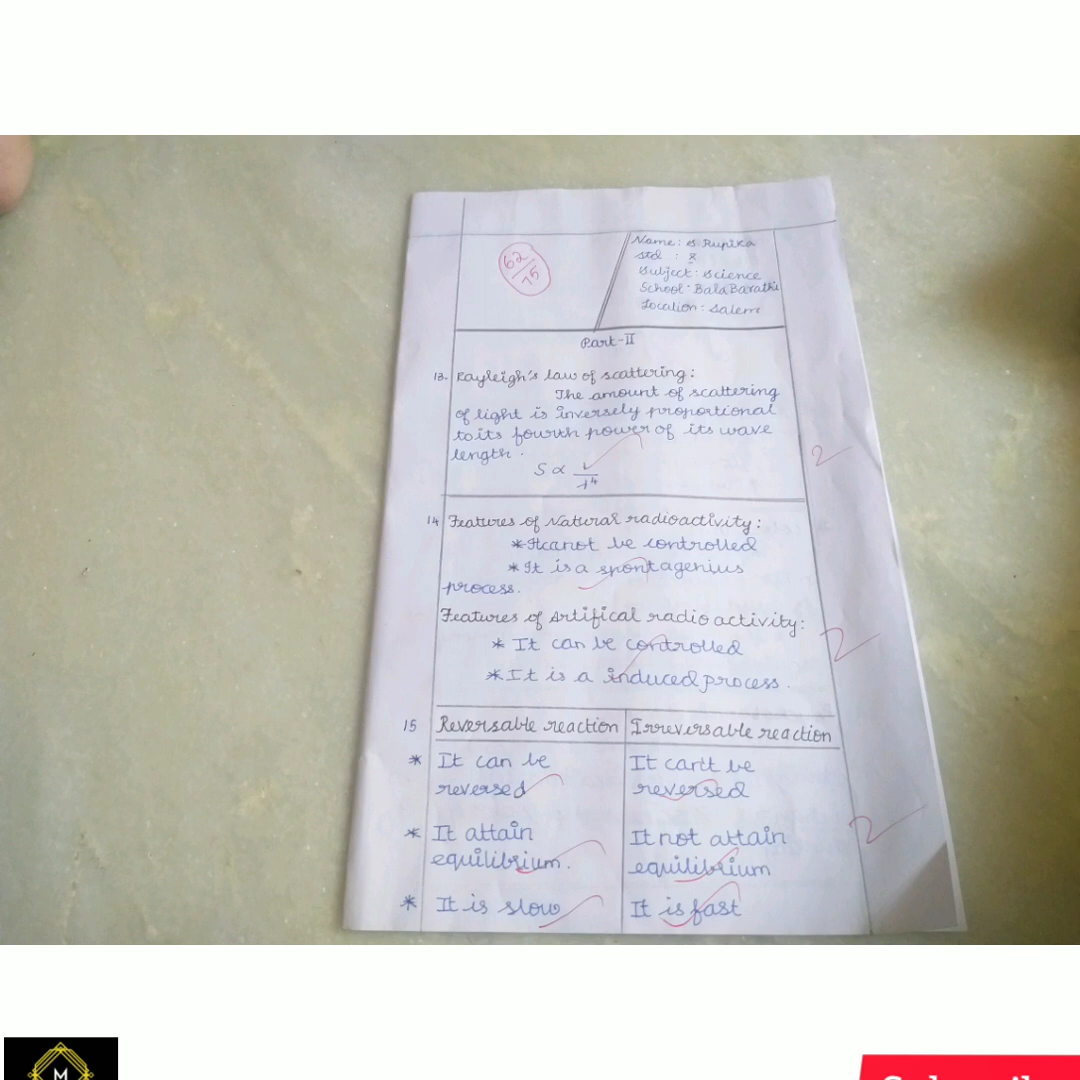 62/75
Name: S. Rupika
Std : X
Subject: Science
School: BalaBarathi
Location: Salem
Part-II
13. Rayleigh's law of scattering:
The amount of scattering
of light is inversely proportional
to its fourth power of its wave
length.
S ∝ 1/λ4
2
14 Features of Natural radioactivity:
*It canot be controlled
*It is a spontagenius
process.
Features of Artifical radio activity:
* It can be controlled
*It is a induced process.
2
15 Reversable reaction Irreversable reaction
* It can be It can't be
reversed reversed
* It attain It not attain
equilibrium. equilibrium
2
* It is slow It is fast
M